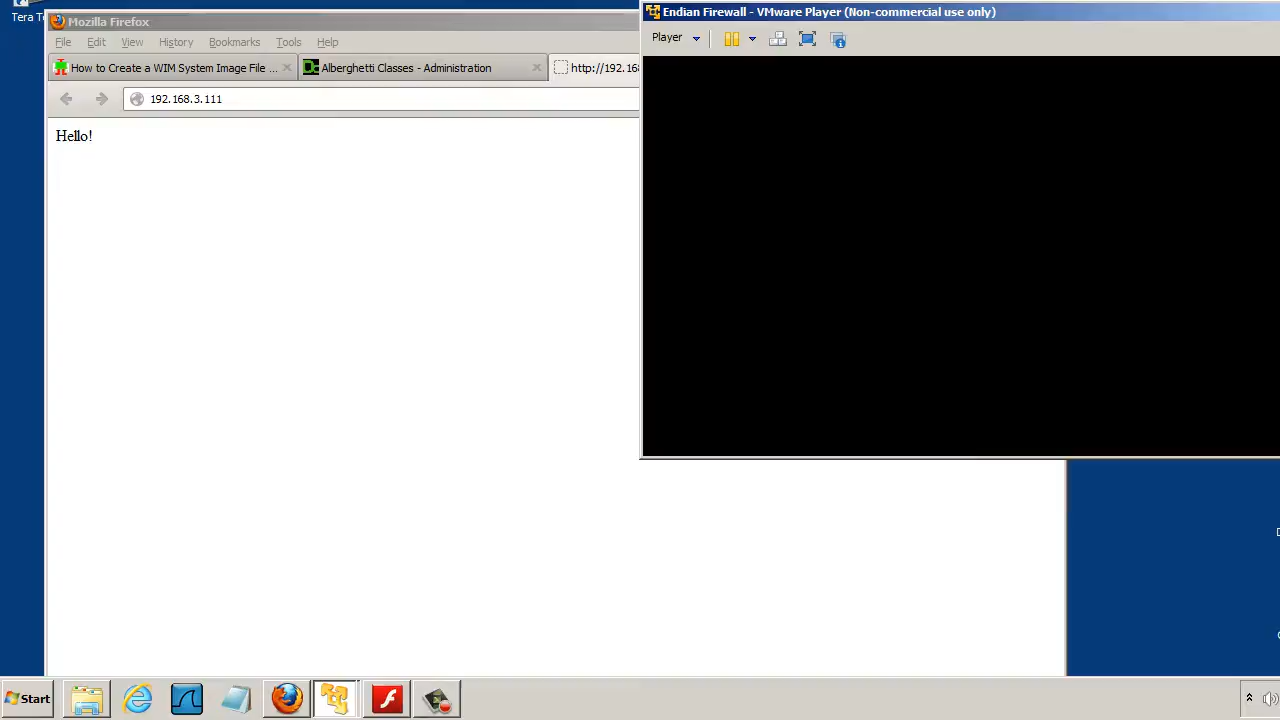 Tera T
Mozilla Firefox
File Edit View History Bookmarks Tools Help
How to Create a WIM System Image File ...
Alberghetti Classes - Administration
http://192.168
192.168.3.111
Hello!
Endian Firewall - VMware Player (Non-commercial use only)
Player
Start